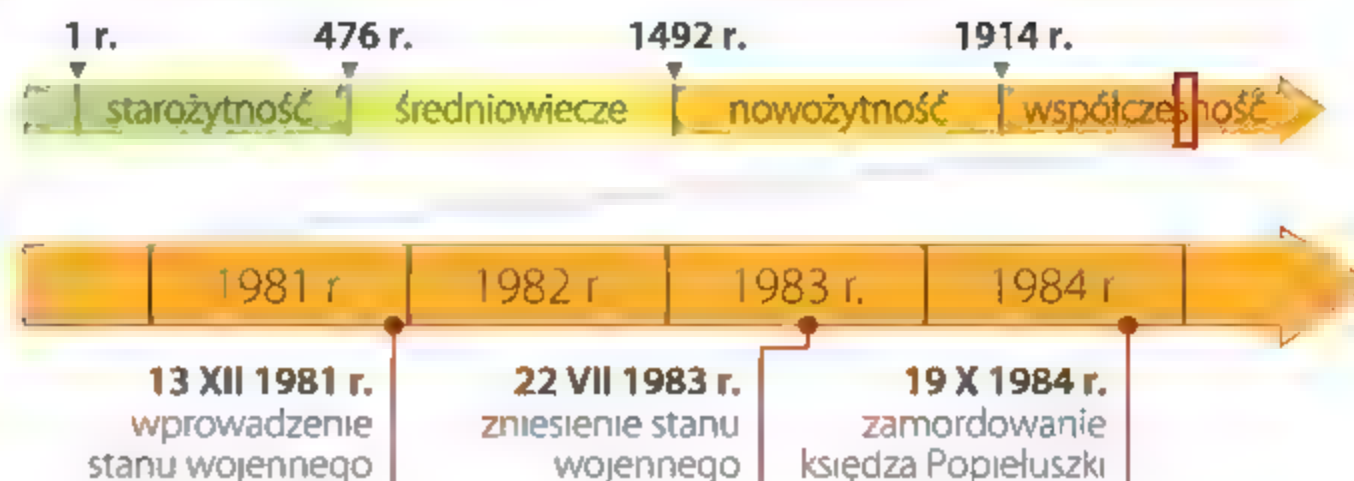 1 r. 476 r. 1492 r. 1914 r.
starożytność średniowiecze nowożytność współczesność
1981 r 1982 r 1983 r. 1984 r
13 XII 1981 r. 22 VII 1983 r. 19 X 1984 r.
wprowadzenie zniesienie stanu zamordowanie
stanu wojennego wojennego księdza Popiełuszki